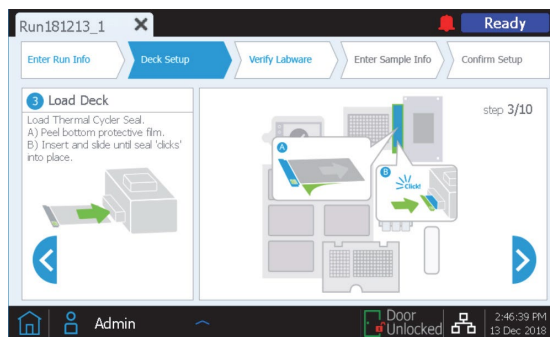 Run181213_1
Ready
Enter Run Info
Deck Setup
Verify Labware
Enter Sample Info
Confirm Setup
3 Load Deck
Load Thermal Cycler Seal.
A) Peel bottom protective film.
B) Insert and slide until seal 'clicks'
into place.
step 3/10
A
B
Click!
Admin
Door
Unlocked
2:46:39 PM
13 Dec 2018